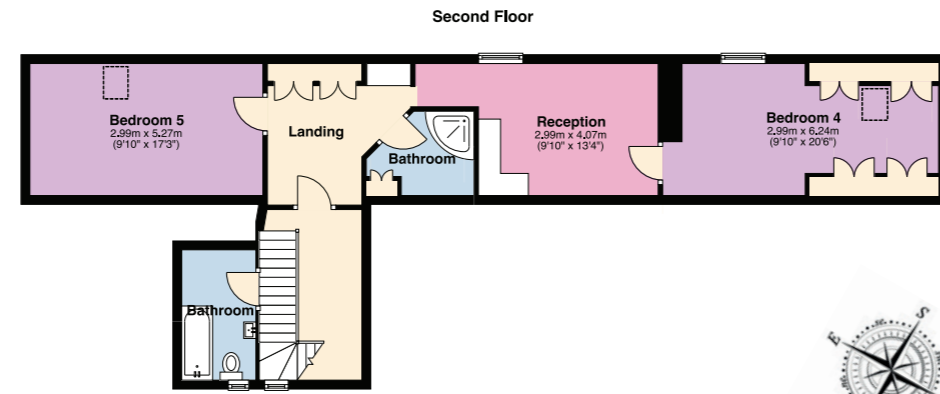 Second Floor
Bedroom 5
2.99m x 5.27m
(9'10" x 17'3")
Landing
Bathroom
Reception
2.99m x 4.07m
(9'10" x 13'4")
Bedroom 4
2.99m x 6.24m
(9'10" x 20'6")
Bathroom
E
S